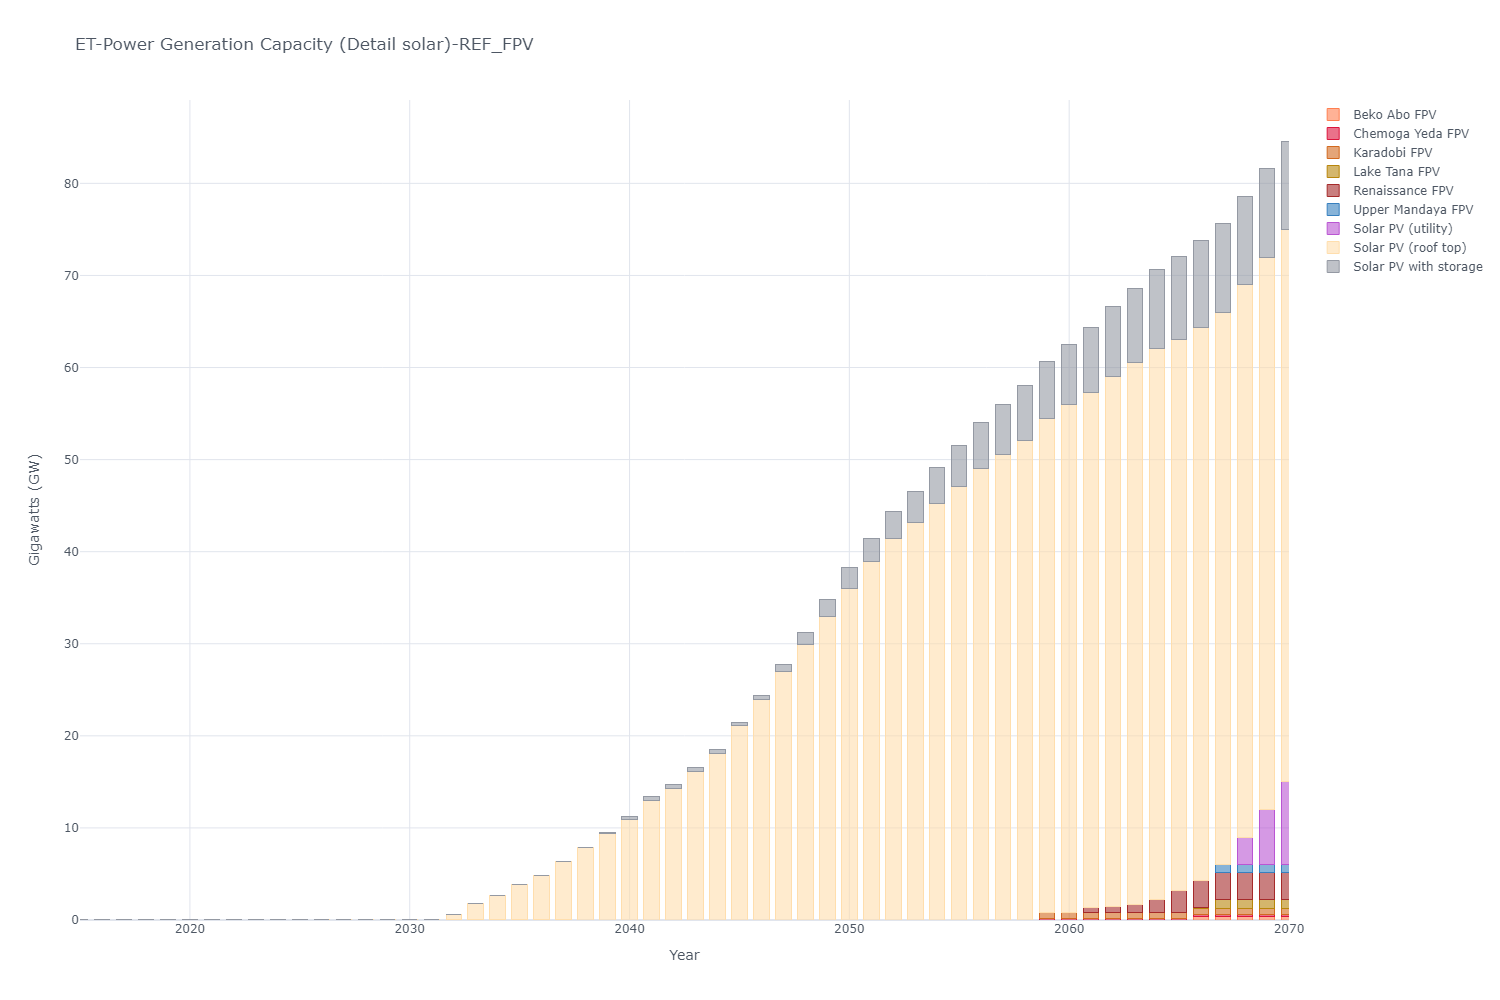 ET-Power Generation Capacity (Detail solar)-REF_FPV
Beko Abo FPV
Chemoga Yeda FPV
Karadobi FPV
Lake Tana FPV
Renaissance FPV
Upper Mandaya FPV
Solar PV (utility)
Solar PV (roof top)
Solar PV with storage
80
70
60
50
40
30
20
10
0
Gigawatts (GW)
2020 2030 2040 2050 2060 2070
Year